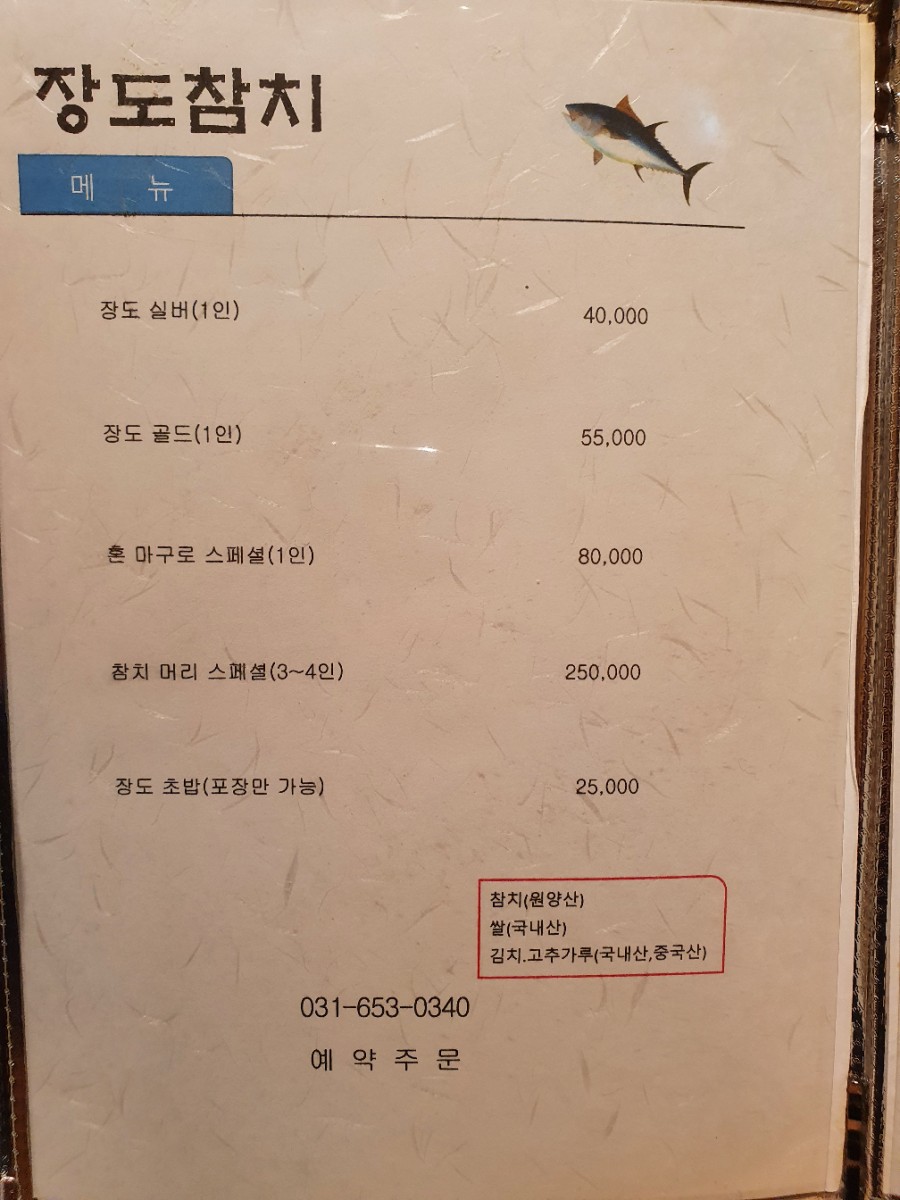 장도참치
메 뉴
장도 실버(1인) 40,000
장도 골드(1인) 55,000
혼 마구로 스페셜(1인) 80,000
참치 머리 스페셜(3~4인) 250,000
장도 초밥(포장만 가능) 25,000
참치(원양산)
쌀(국내산)
김치.고추가루(국내산,중국산)
031-653-0340
예 약 주 문